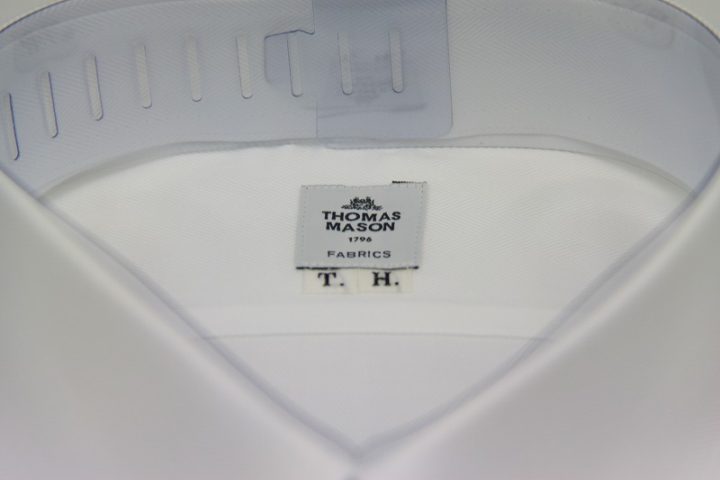 THOMAS
MASON
1796
FABRICS
T. H.